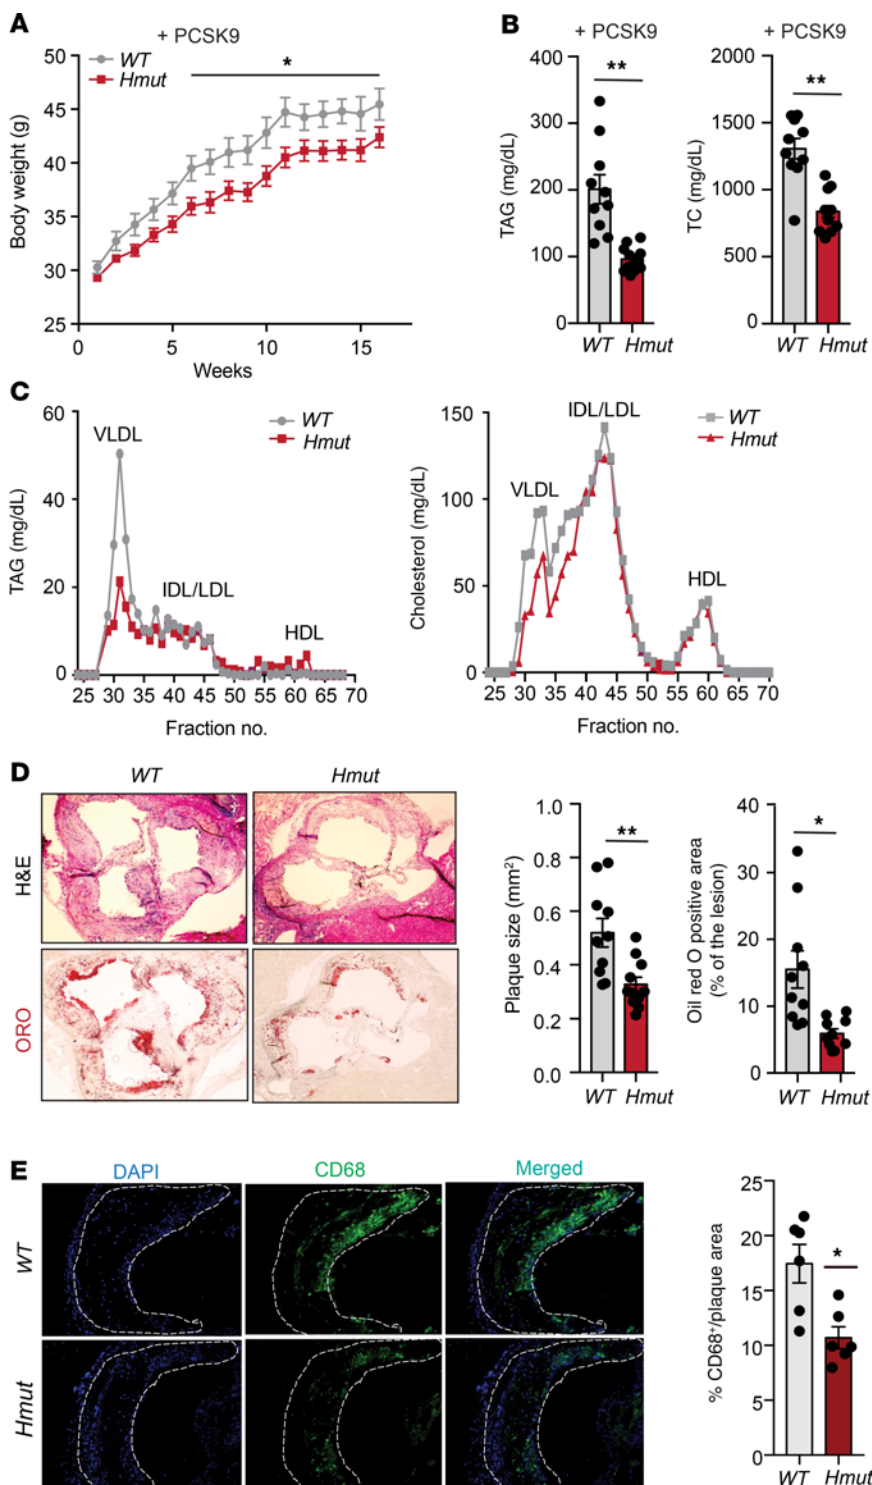 A
+ PCSK9
WT
Hmut
*
Body weight (g)
50
45
40
35
30
25
0
5
10
15
Weeks
B
+ PCSK9
**
TAG (mg/dL)
400
300
200
100
0
WT
Hmut
+ PCSK9
**
TC (mg/dL)
2000
1500
1000
500
0
WT
Hmut
C
TAG (mg/dL)
60
40
20
0
VLDL
IDL/LDL
HDL
WT
Hmut
25 30 35 40 45 50 55 60 65 70
Fraction no.
Cholesterol (mg/dL)
150
100
50
0
VLDL
IDL/LDL
HDL
WT
Hmut
25 30 35 40 45 50 55 60 65 70
Fraction no.
D
WT
Hmut
H&E
ORO
Plaque size (mm²)
1.0
0.8
0.6
0.4
0.2
0.0
**
WT
Hmut
Oil red O positive area
(% of the lesion)
40
30
20
10
0
*
WT
Hmut
E
DAPI
CD68
Merged
WT
Hmut
% CD68⁺/plaque area
25
20
15
10
5
0
*
WT
Hmut